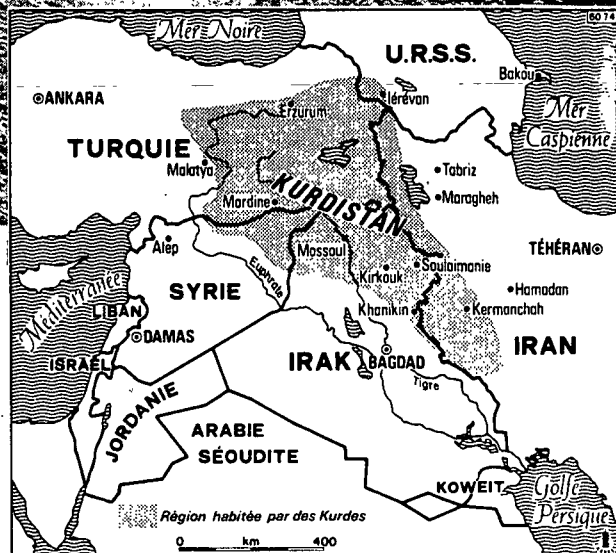 Mer Noire
U.R.S.S.
60 74
Bakou
ANKARA
Erzurum
Iérévan
Mer
Caspienne
TURQUIE
Malatya
Tabriz
Maragheh
Mardine
KURDISTAN
TÉHÉRAN
Alep
Mossoul
Kirkouk
Soulaimanie
Hamadan
Euphrate
SYRIE
Khanikin
Kermanchah
Méditerranée
LIBAN
DAMAS
IRAK
BAGDAD
IRAN
ISRAËL
Tigre
JORDANIE
ARABIE
SÉOUDITE
KOWEIT
Golfe
Persique
Région habitée par des Kurdes
0 km 400